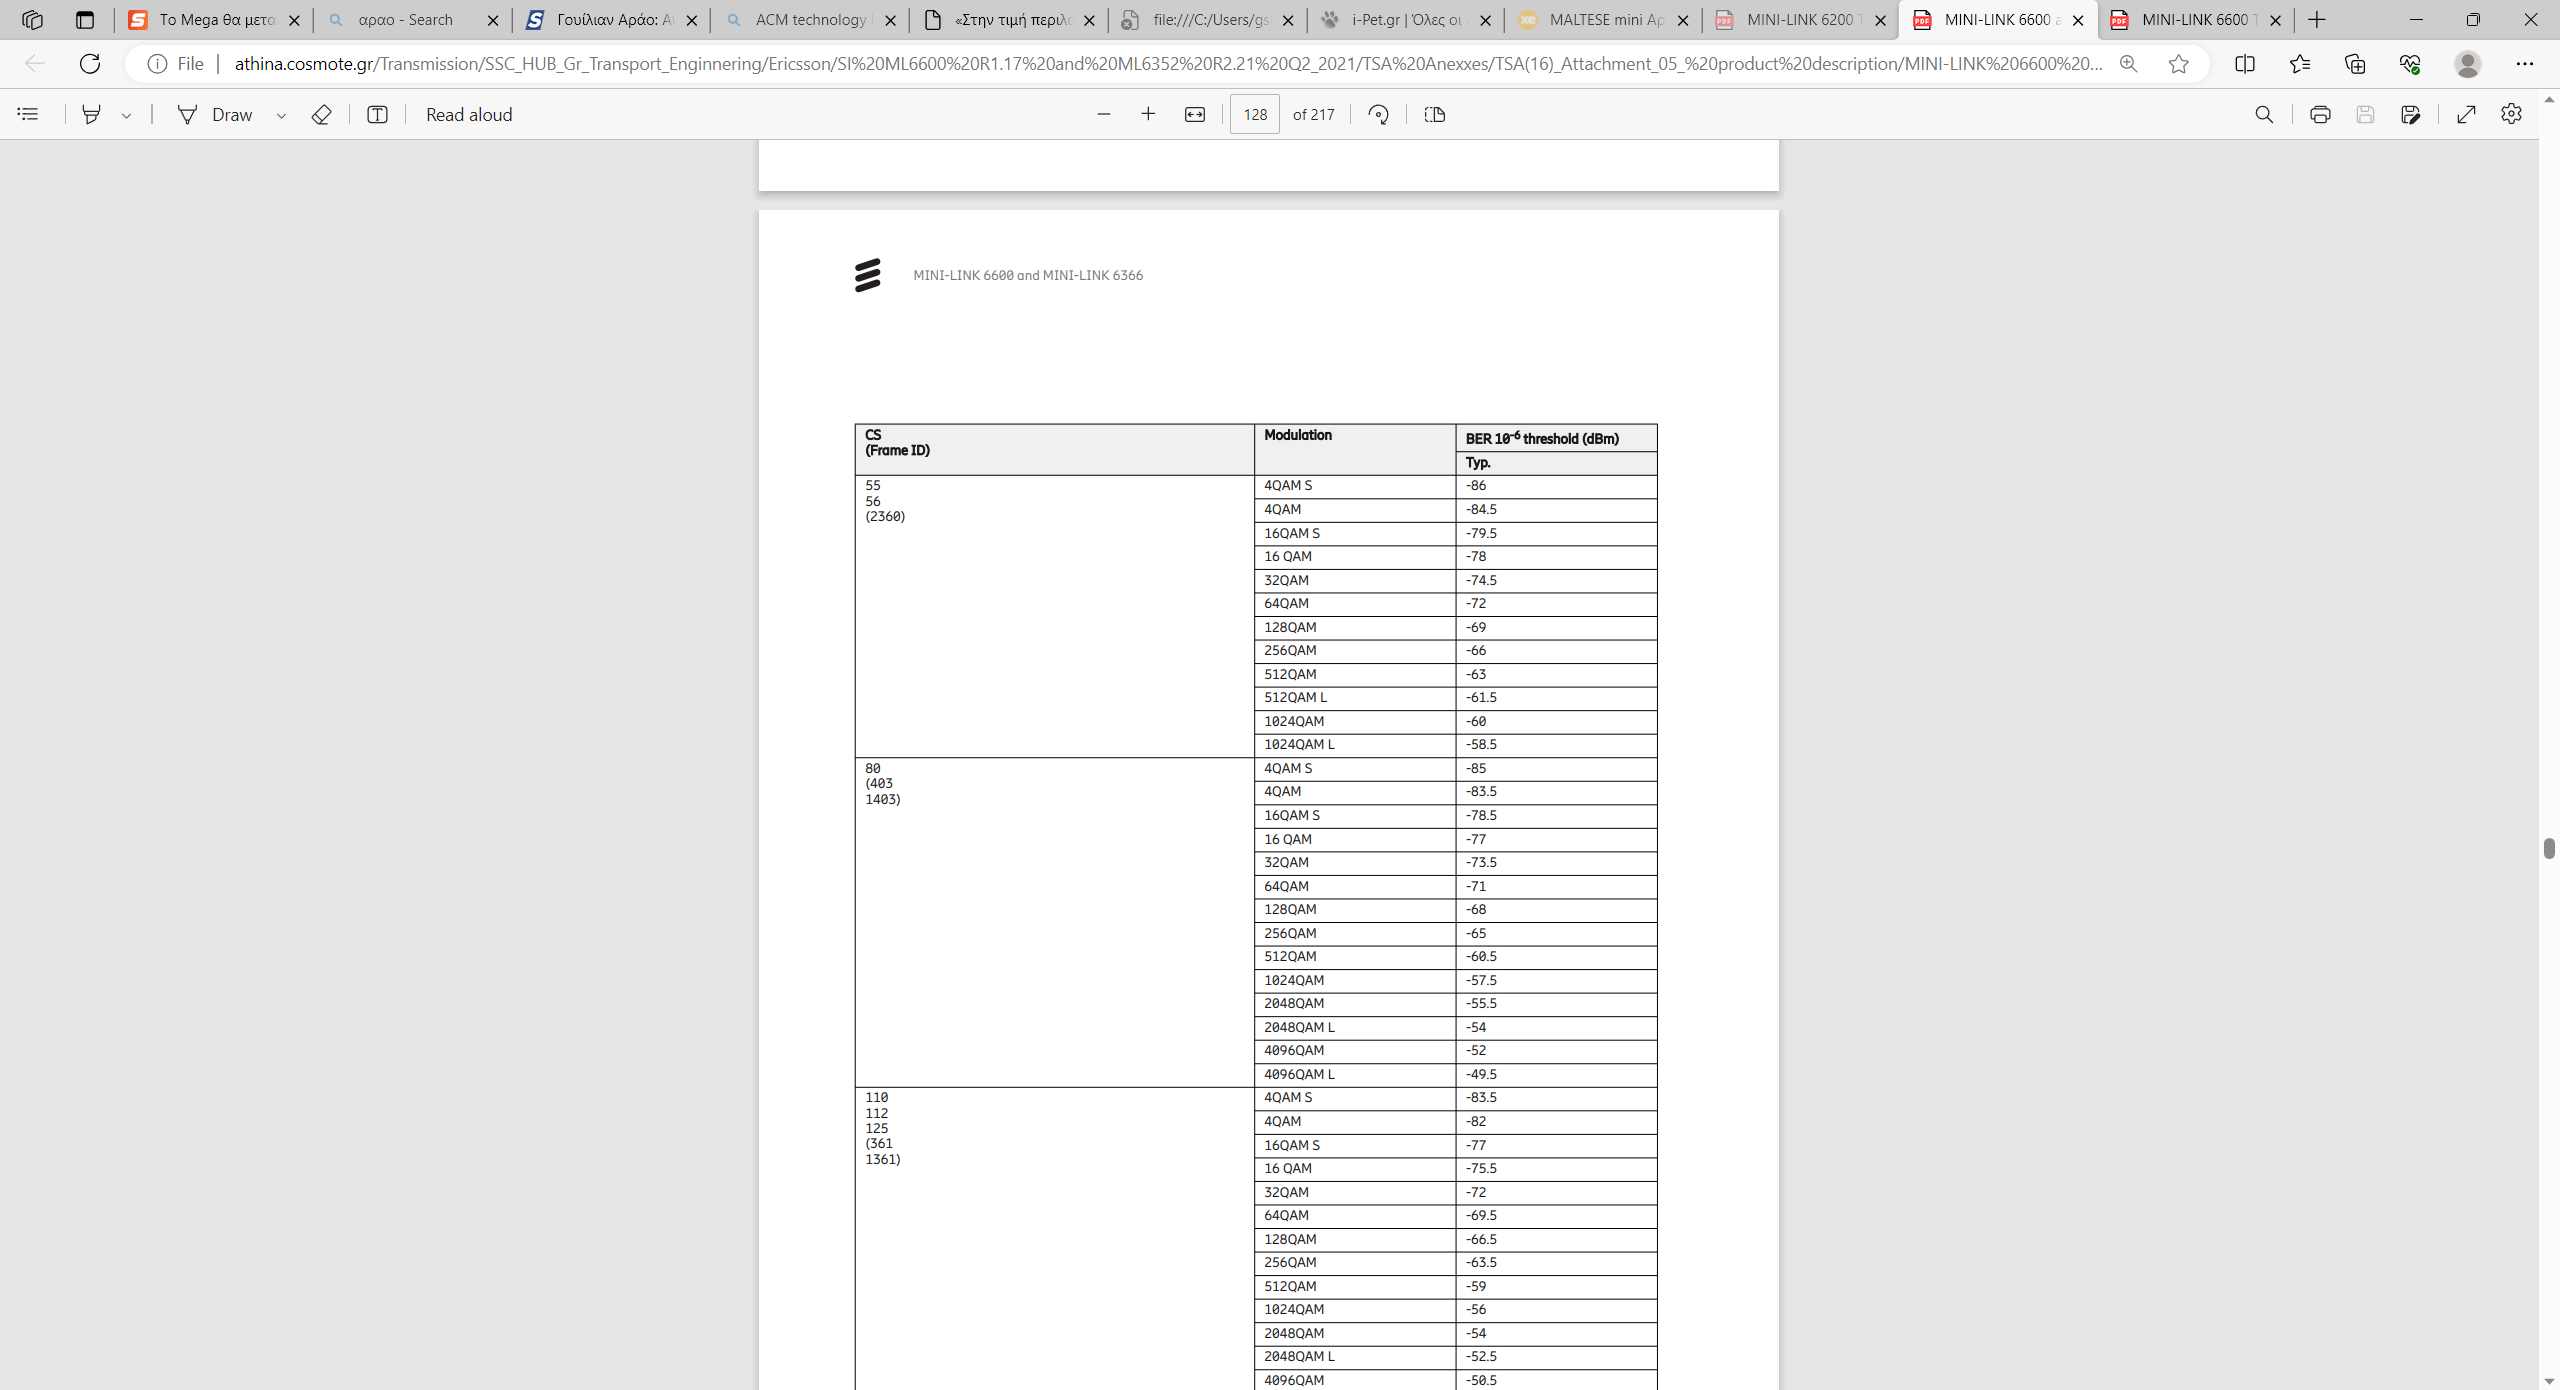 To Mega θα μετα
αραο - Search
Γουίλιαν Αράο: Α
ACM technology
«Στην τιμή περιλ
file:///C:/Users/gs
i-Pet.gr | Όλες οι
MALTESE mini Αρ
MINI-LINK 6200 T
MINI-LINK 6600 a
MINI-LINK 6600 T
File athina.cosmote.gr/Transmission/SSC_HUB_Gr_Transport_Enginnering/Ericsson/SI%20ML6600%20R1.17%20and%20ML6352%20R2.21%20Q2_2021/TSA%20Anexxes/TSA(16)_Attachment_05_%20product%20description/MINI-LINK%206600%20...
Draw Read aloud 128 of 217
MINI-LINK 6600 and MINI-LINK 6366
CS Modulation BER 10-6 threshold (dBm)
(Frame ID) Typ.
55 4QAM S -86
56 4QAM -84.5
(2360) 16QAM S -79.5
16 QAM -78
32QAM -74.5
64QAM -72
128QAM -69
256QAM -66
512QAM -63
512QAM L -61.5
1024QAM -60
1024QAM L -58.5
80 4QAM S -85
(403 4QAM -83.5
1403) 16QAM S -78.5
16 QAM -77
32QAM -73.5
64QAM -71
128QAM -68
256QAM -65
512QAM -60.5
1024QAM -57.5
2048QAM -55.5
2048QAM L -54
4096QAM -52
4096QAM L -49.5
110 4QAM S -83.5
112 4QAM -82
125 16QAM S -77
(361 16 QAM -75.5
1361) 32QAM -72
64QAM -69.5
128QAM -66.5
256QAM -63.5
512QAM -59
1024QAM -56
2048QAM -54
2048QAM L -52.5
4096QAM -50.5